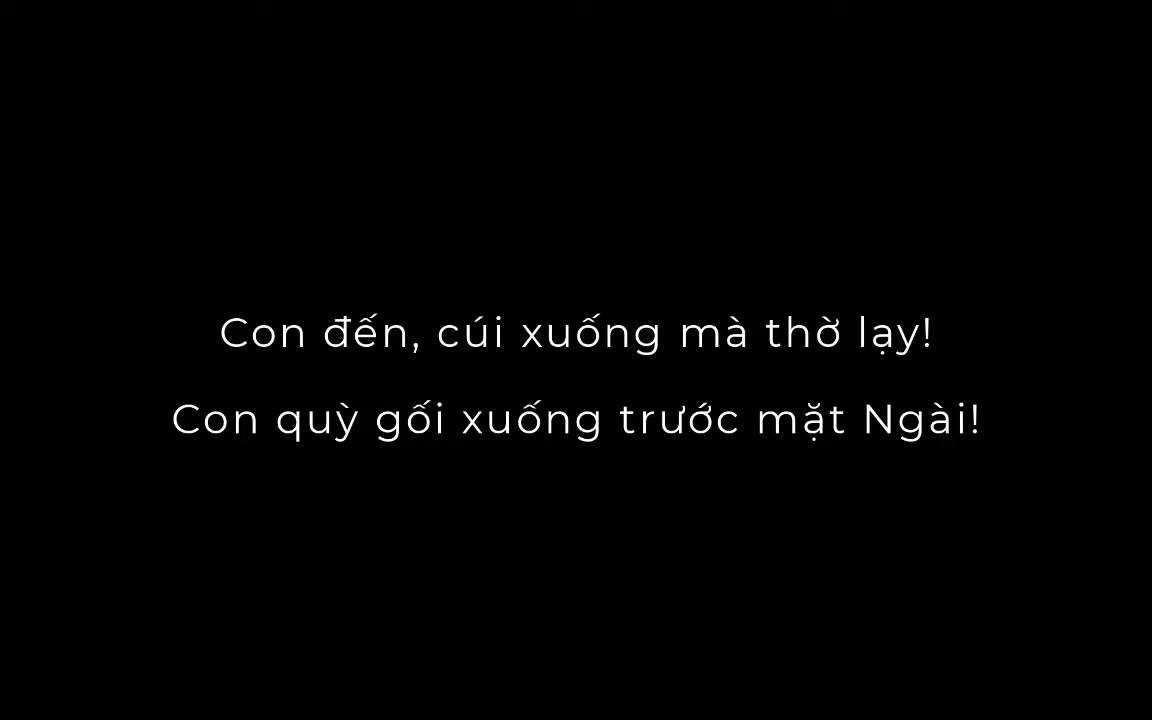 Con đến, cúi xuống mà thờ lạy!
Con quỳ gối xuống trước mặt Ngài!